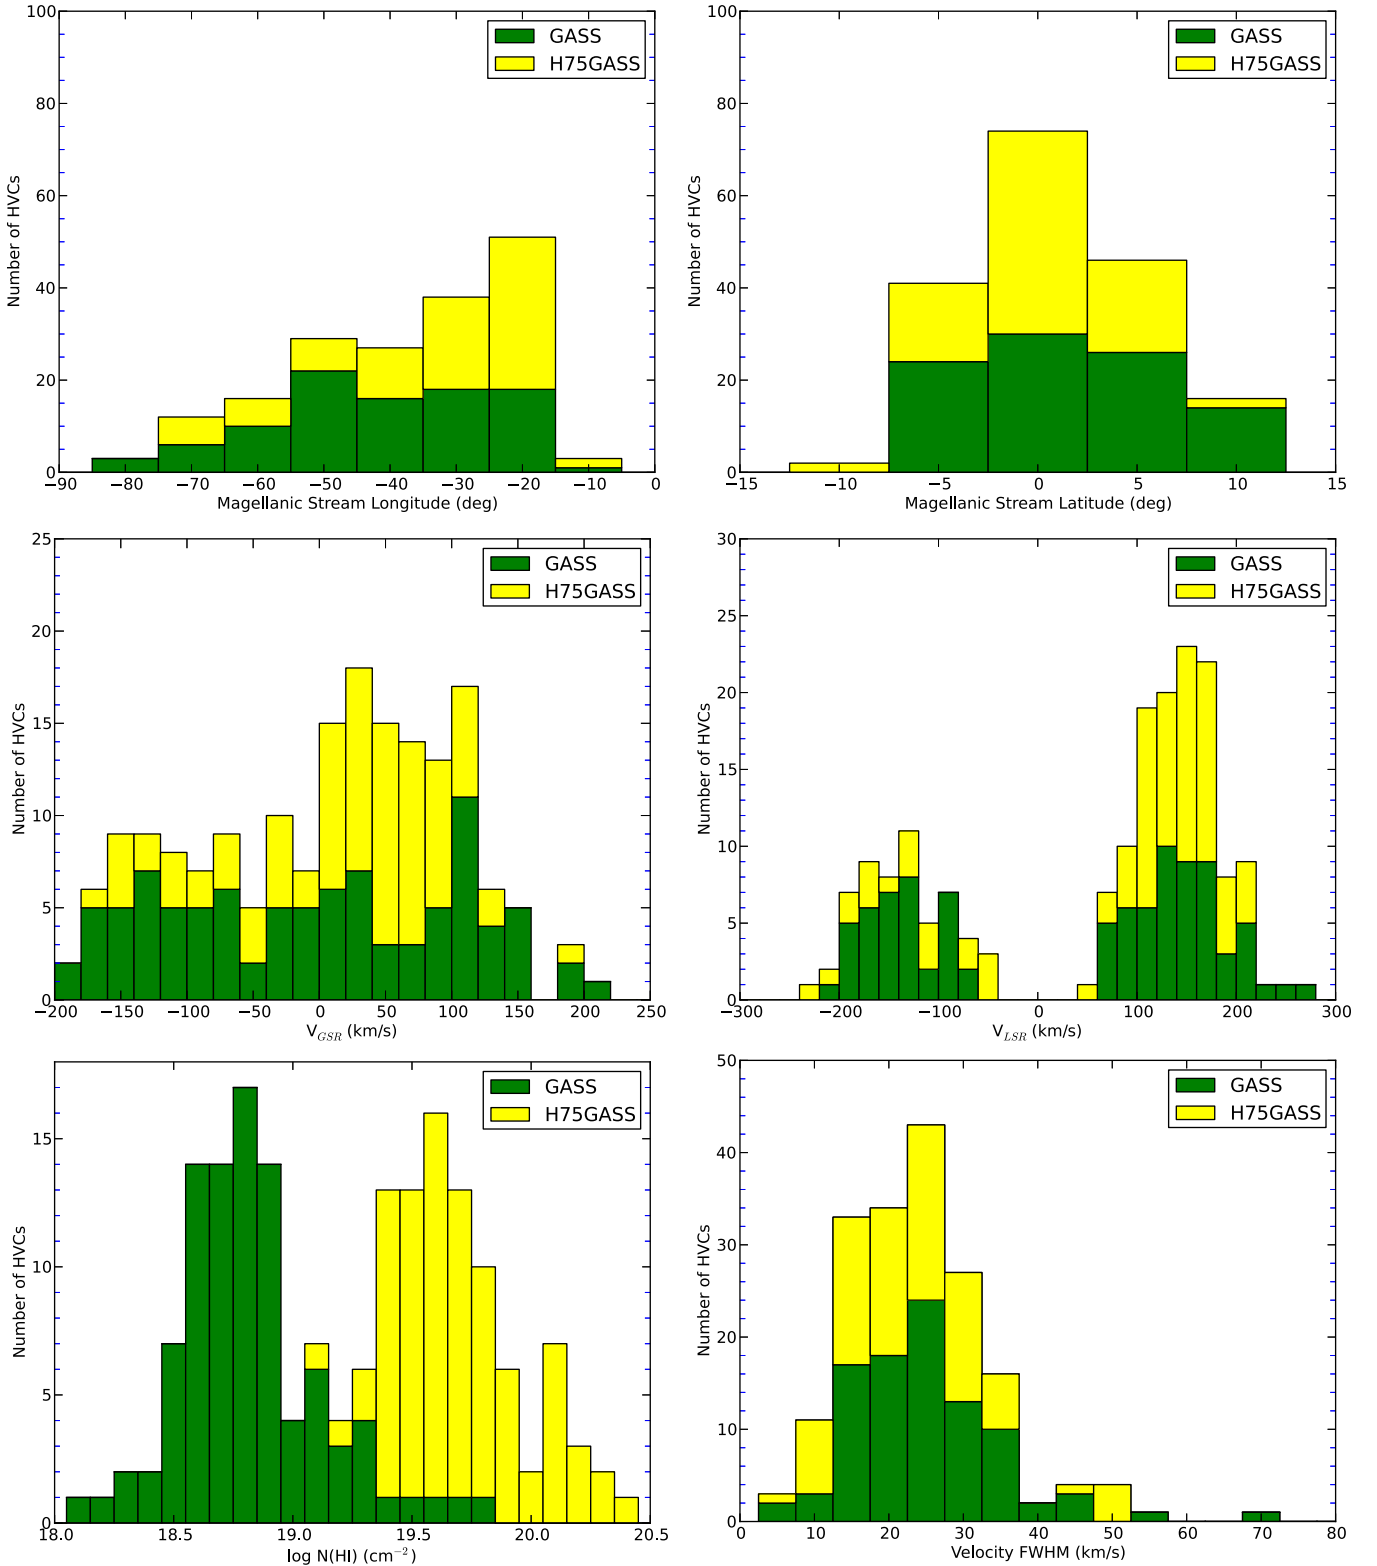 100
80
60
40
20
0
Number of HVCs
GASS
H75GASS
−90 −80 −70 −60 −50 −40 −30 −20 −10 0
Magellanic Stream Longitude (deg)
100
80
60
40
20
0
Number of HVCs
GASS
H75GASS
−15 −10 −5 0 5 10 15
Magellanic Stream Latitude (deg)
25
20
15
10
5
0
Number of HVCs
GASS
H75GASS
−200 −150 −100 −50 0 50 100 150 200 250
V_GSR (km/s)
30
25
20
15
10
5
0
Number of HVCs
GASS
H75GASS
−300 −200 −100 0 100 200 300
V_LSR (km/s)
15
10
5
0
Number of HVCs
GASS
H75GASS
18.0 18.5 19.0 19.5 20.0 20.5
log N(HI) (cm⁻²)
50
40
30
20
10
0
Number of HVCs
GASS
H75GASS
0 10 20 30 40 50 60 70 80
Velocity FWHM (km/s)